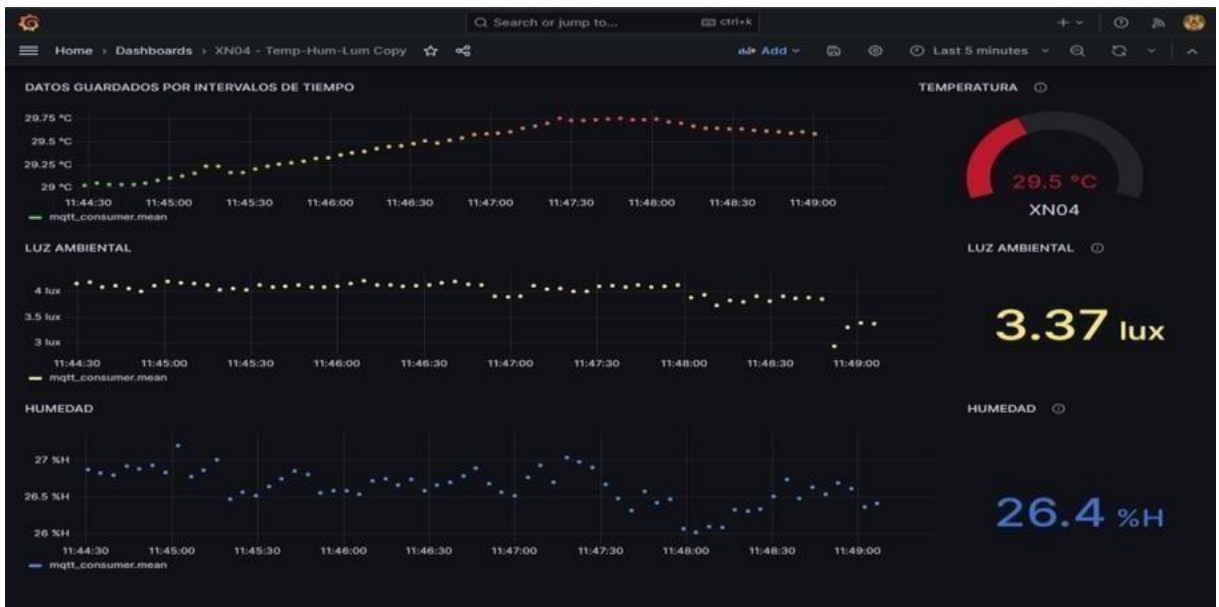 Search or jump to... ctrl+k
Home › Dashboards › XN04 - Temp-Hum-Lum Copy Add Last 5 minutes
DATOS GUARDADOS POR INTERVALOS DE TIEMPO
29.75 °C
29.5 °C
29.25 °C
29 °C
11:44:30 11:45:00 11:45:30 11:46:00 11:46:30 11:47:00 11:47:30 11:48:00 11:48:30 11:49:00
mqtt_consumer.mean
TEMPERATURA
29.5 °C
XN04
LUZ AMBIENTAL
4 lux
3.5 lux
3 lux
11:44:30 11:45:00 11:45:30 11:46:00 11:46:30 11:47:00 11:47:30 11:48:00 11:48:30 11:49:00
mqtt_consumer.mean
LUZ AMBIENTAL
3.37 lux
HUMEDAD
27 %H
26.5 %H
26 %H
11:44:30 11:45:00 11:45:30 11:46:00 11:46:30 11:47:00 11:47:30 11:48:00 11:48:30 11:49:00
mqtt_consumer.mean
HUMEDAD
26.4 %H